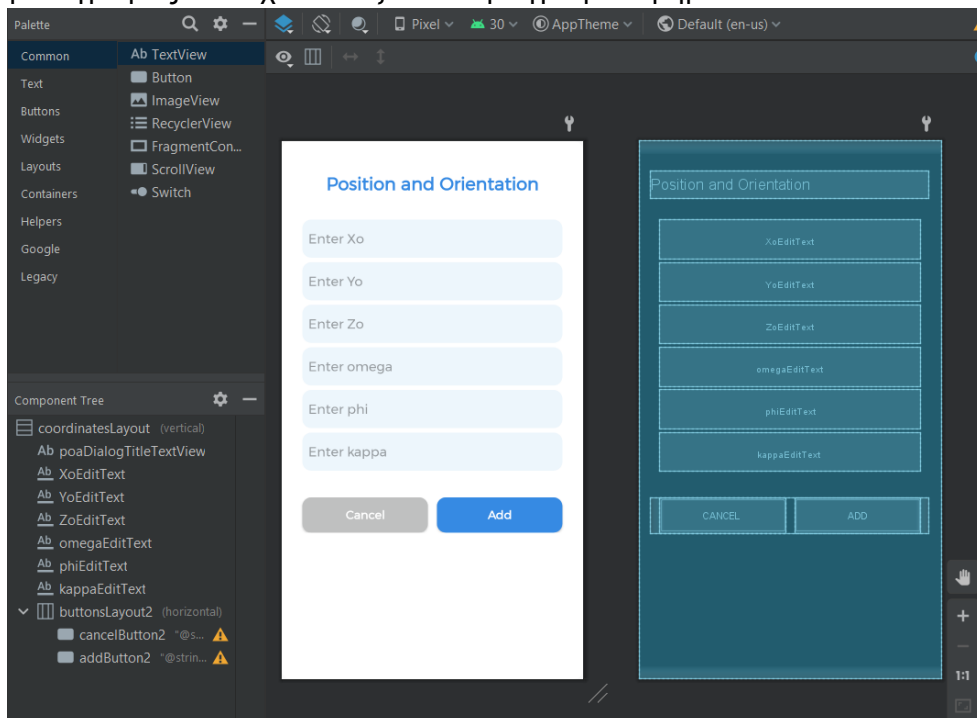 Palette
Pixel
30
AppTheme
Default (en-us)
Common
Text
Buttons
Widgets
Layouts
Containers
Helpers
Google
Legacy
Ab TextView
Button
ImageView
RecyclerView
FragmentCon...
ScrollView
Switch
Component Tree
coordinatesLayout (vertical)
Ab poaDialogTitleTextView
Ab XoEditText
Ab YoEditText
Ab ZoEditText
Ab omegaEditText
Ab phiEditText
Ab kappaEditText
buttonsLayout2 (horizontal)
cancelButton2 "@s...
addButton2 "@strin...
Position and Orientation
Enter Xo
Enter Yo
Enter Zo
Enter omega
Enter phi
Enter kappa
Cancel
Add
Position and Orientation
XoEditText
YoEditText
ZoEditText
omegaEditText
phiEditText
kappaEditText
CANCEL
ADD
1:1